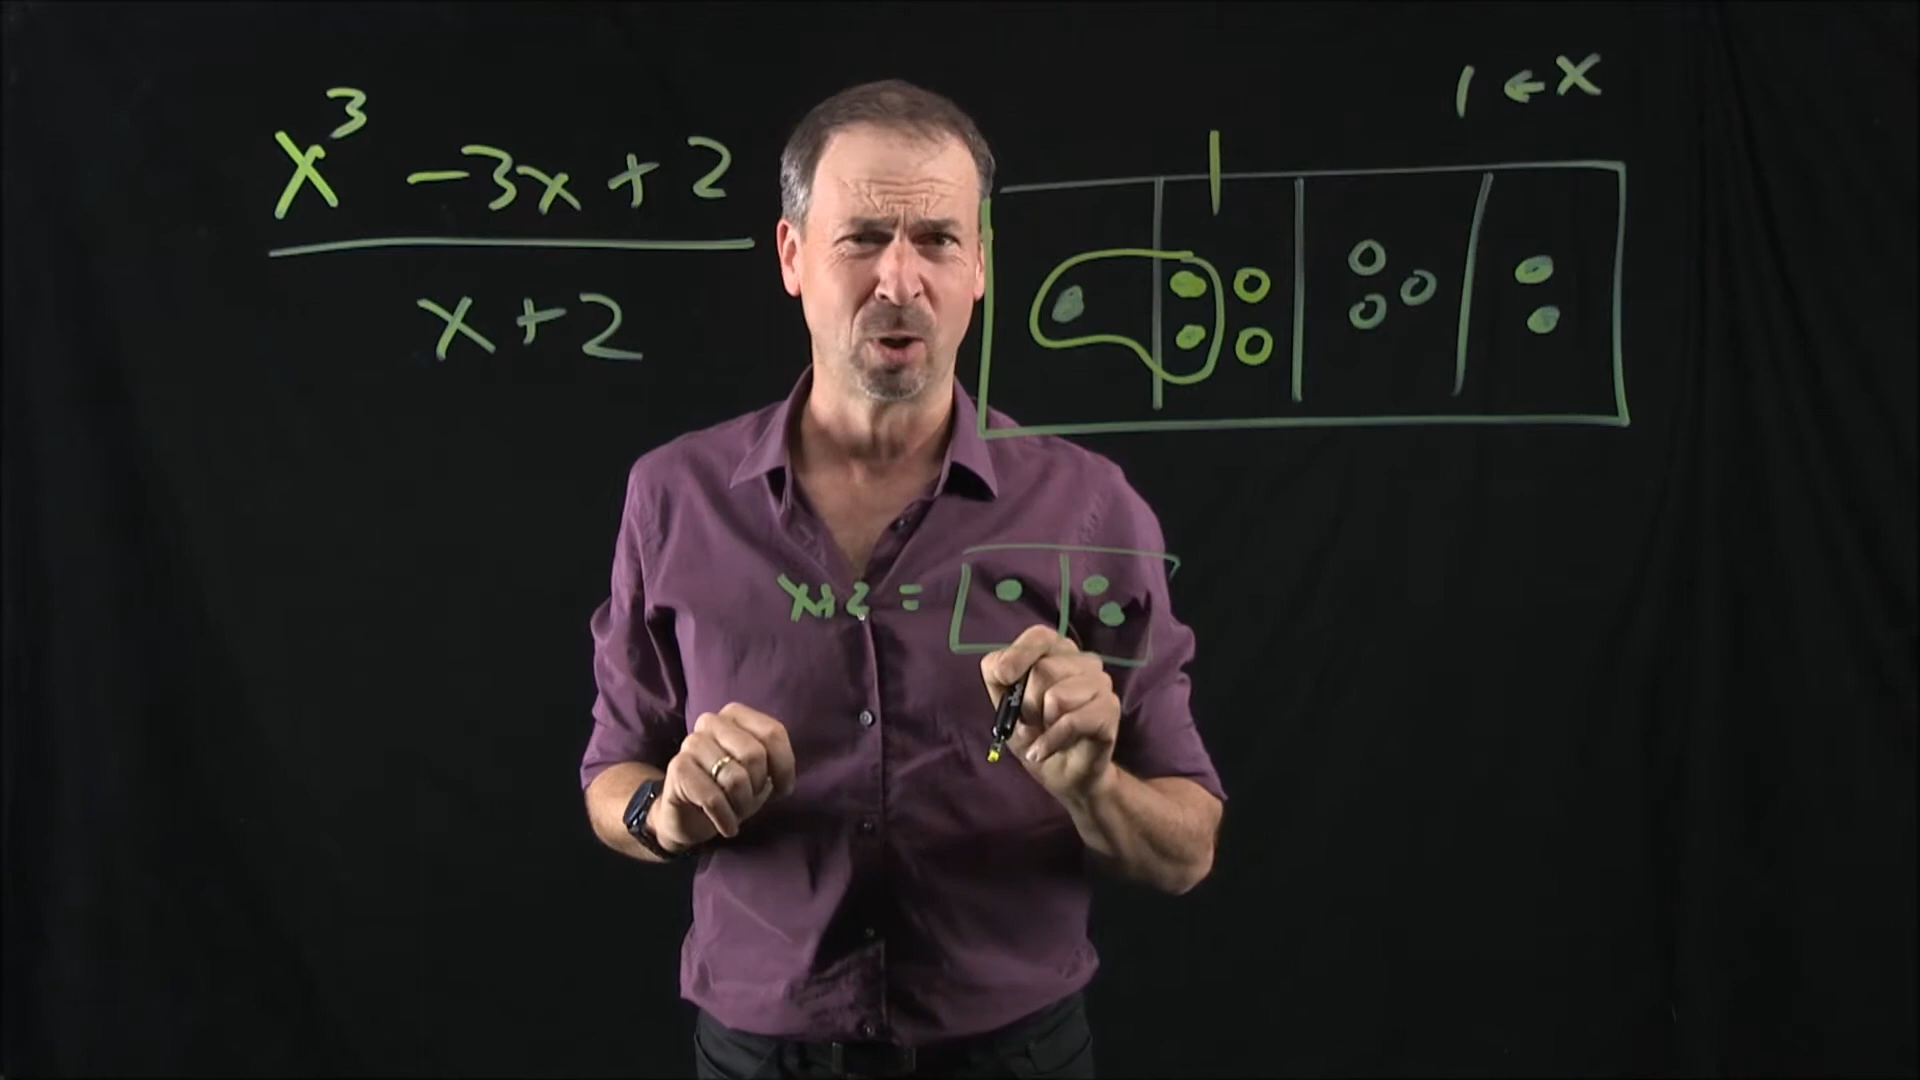 x³ - 3x + 2
x + 2
1 ← x
1
x+2 =